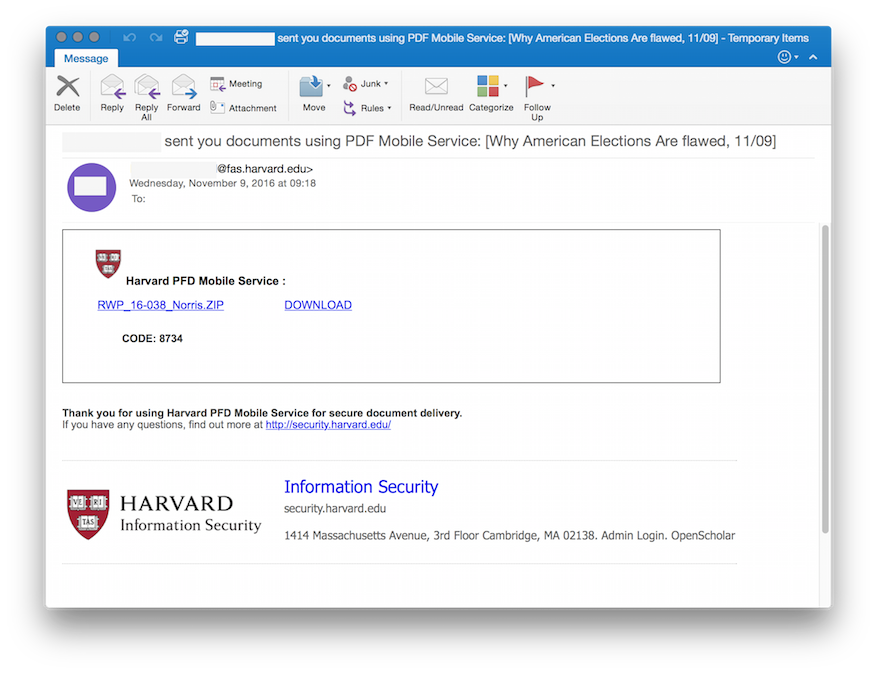 sent you documents using PDF Mobile Service: [Why American Elections Are flawed, 11/09] - Temporary Items
Message
Delete
Reply
Reply All
Forward
Meeting
Attachment
Move
Junk
Rules
Read/Unread
Categorize
Follow Up
sent you documents using PDF Mobile Service: [Why American Elections Are flawed, 11/09]
@fas.harvard.edu>
Wednesday, November 9, 2016 at 09:18
To:
Harvard PFD Mobile Service :
RWP_16-038_Norris.ZIP DOWNLOAD
CODE: 8734
Thank you for using Harvard PFD Mobile Service for secure document delivery.
If you have any questions, find out more at http://security.harvard.edu/
VE RI
TAS
HARVARD
Information Security
Information Security
security.harvard.edu
1414 Massachusetts Avenue, 3rd Floor Cambridge, MA 02138. Admin Login. OpenScholar